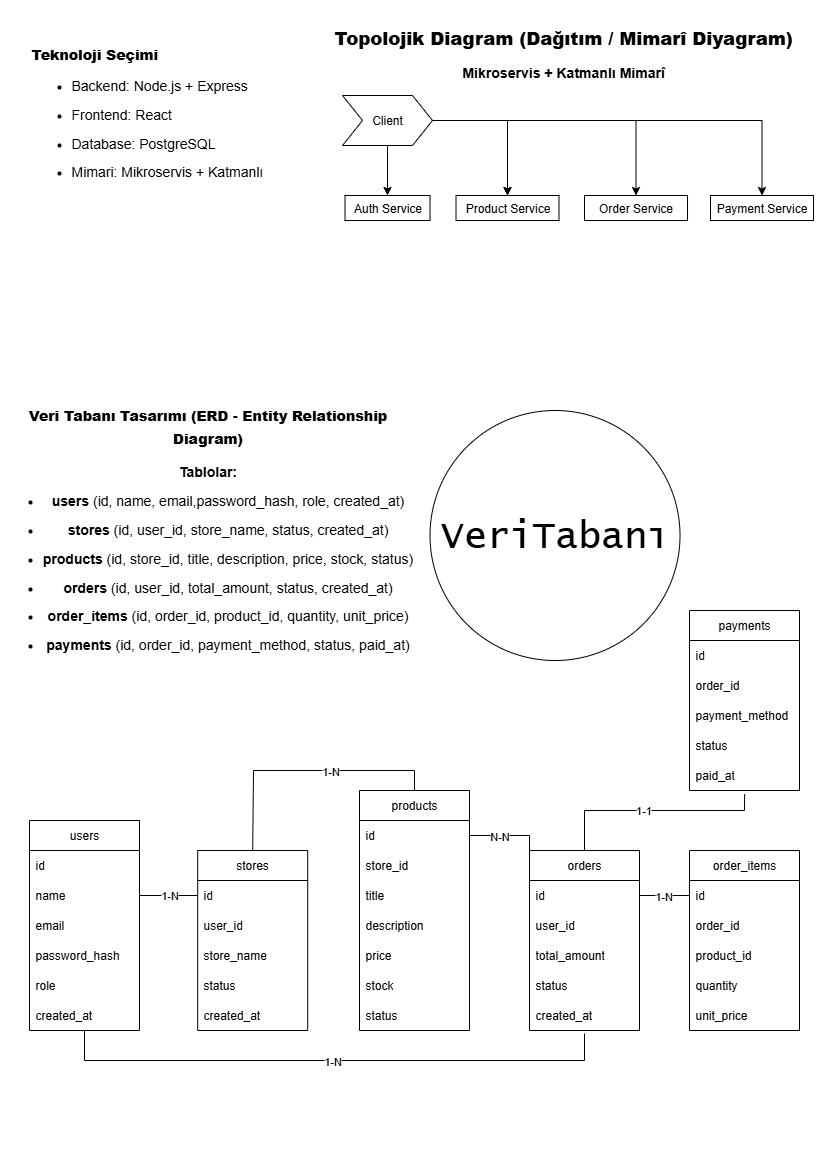 Teknoloji Seçimi
Backend: Node.js + Express
Frontend: React
Database: PostgreSQL
Mimari: Mikroservis + Katmanlı
Topolojik Diagram (Dağıtım / Mimarî Diyagram)
Mikroservis + Katmanlı Mimarî
Client
Auth Service
Product Service
Order Service
Payment Service
Veri Tabanı Tasarımı (ERD - Entity Relationship
Diagram)
Tablolar:
users (id, name, email,password_hash, role, created_at)
stores (id, user_id, store_name, status, created_at)
products (id, store_id, title, description, price, stock, status)
orders (id, user_id, total_amount, status, created_at)
order_items (id, order_id, product_id, quantity, unit_price)
payments (id, order_id, payment_method, status, paid_at)
VeriTabanı
payments
id
order_id
payment_method
status
paid_at
1-N
1-1
users
id
name
email
password_hash
role
created_at
1-N
stores
id
user_id
store_name
status
created_at
products
id
store_id
title
description
price
stock
status
N-N
orders
id
user_id
total_amount
status
created_at
1-N
order_items
id
order_id
product_id
quantity
unit_price
1-N